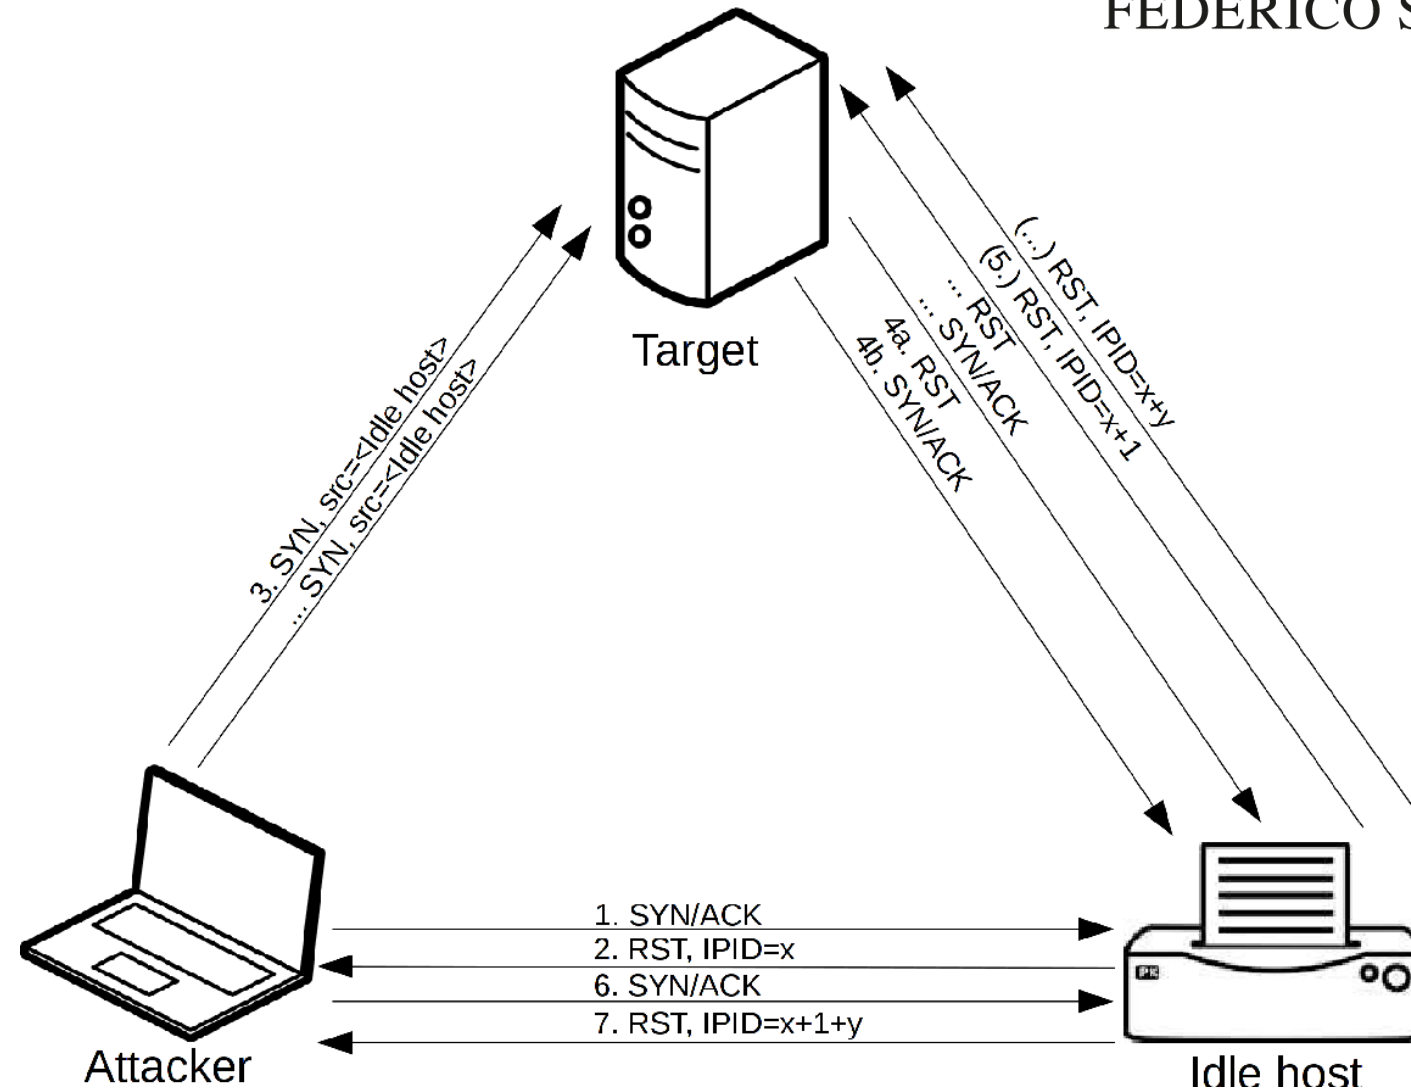 FEDERICO S
Target
3. SYN, src=<Idle host>
... SYN, src=<Idle host>
(...) RST, IPID=x+y
(5.) RST, IPID=x+1
... RST
... SYN/ACK
4a. RST
4b. SYN/ACK
1. SYN/ACK
2. RST, IPID=x
6. SYN/ACK
7. RST, IPID=x+1+y
Attacker
Idle host